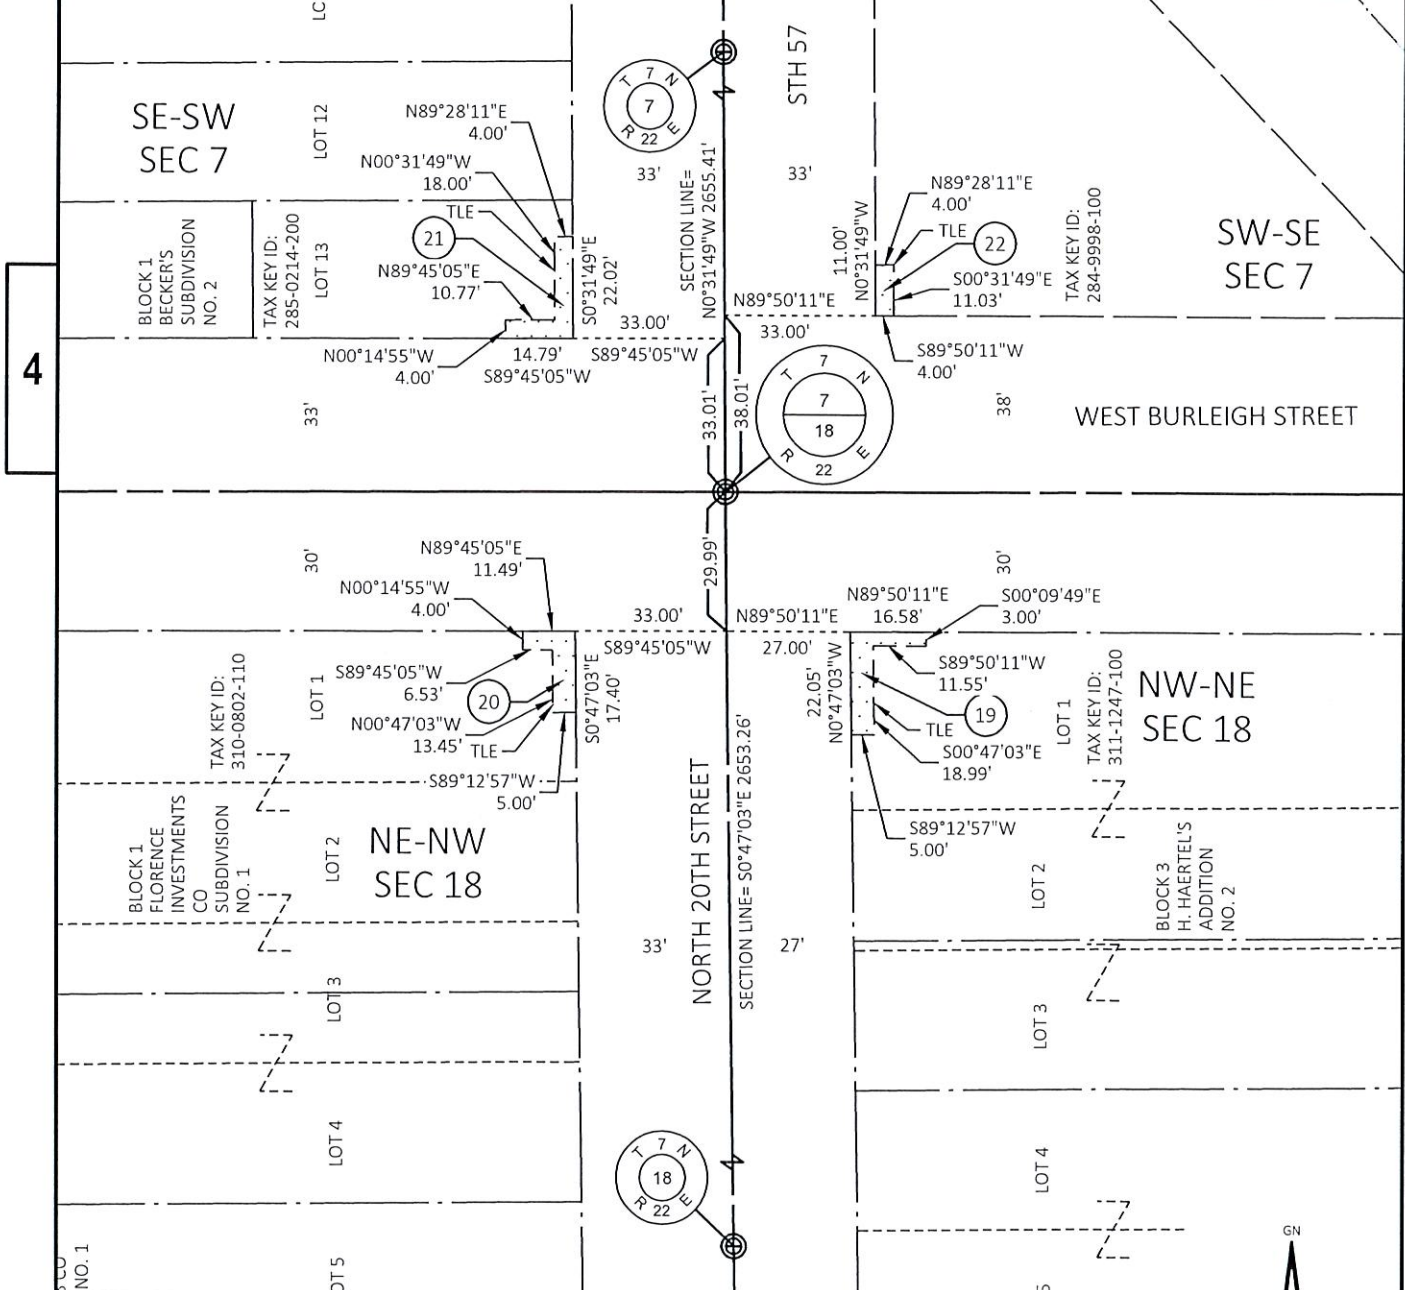 LC
STH 57
T 7 N
7
R 22 E
SE-SW
SEC 7
LOT 12
N89°28'11"E
4.00'
N00°31'49"W
18.00'
TLE
21
N89°45'05"E
10.77'
N00°14'55"W
4.00'
BLOCK 1
BECKER'S
SUBDIVISION
NO. 2
TAX KEY ID:
285-0214-200
LOT 13
S0°31'49"E
22.02'
33'
33'
SECTION LINE=
N0°31'49"W 2655.41'
33.00'
S89°45'05"W
14.79'
S89°45'05"W
N89°50'11"E
33.00'
11.00'
N0°31'49"W
N89°28'11"E
4.00'
TLE
22
S00°31'49"E
11.03'
S89°50'11"W
4.00'
TAX KEY ID:
284-9998-100
SW-SE
SEC 7
4
33'
33.01'
38.01'
T 7 N
7
18
R 22 E
38'
WEST BURLEIGH STREET
30'
29.99'
30'
N89°45'05"E
11.49'
N00°14'55"W
4.00'
S89°45'05"W
6.53'
20
N00°47'03"W
13.45'
TLE
S89°12'57"W
5.00'
S0°47'03"E
17.40'
33.00'
S89°45'05"W
N89°50'11"E
27.00'
N89°50'11"E
16.58'
S00°09'49"E
3.00'
S89°50'11"W
11.55'
22.05'
N0°47'03"W
19
TLE
S00°47'03"E
18.99'
S89°12'57"W
5.00'
TAX KEY ID:
310-0802-110
LOT 1
LOT 1
TAX KEY ID:
311-1247-100
NW-NE
SEC 18
BLOCK 1
FLORENCE
INVESTMENTS
CO
SUBDIVISION
NO. 1
LOT 2
NE-NW
SEC 18
NORTH 20TH STREET
SECTION LINE= S0°47'03"E 2653.26'
33'
27'
LOT 2
BLOCK 3
H. HAERTEL'S
ADDITION
NO. 2
LOT 3
LOT 3
LOT 4
LOT 4
T 7 N
18
R 22 E
CO
NO. 1
OT 5
GN